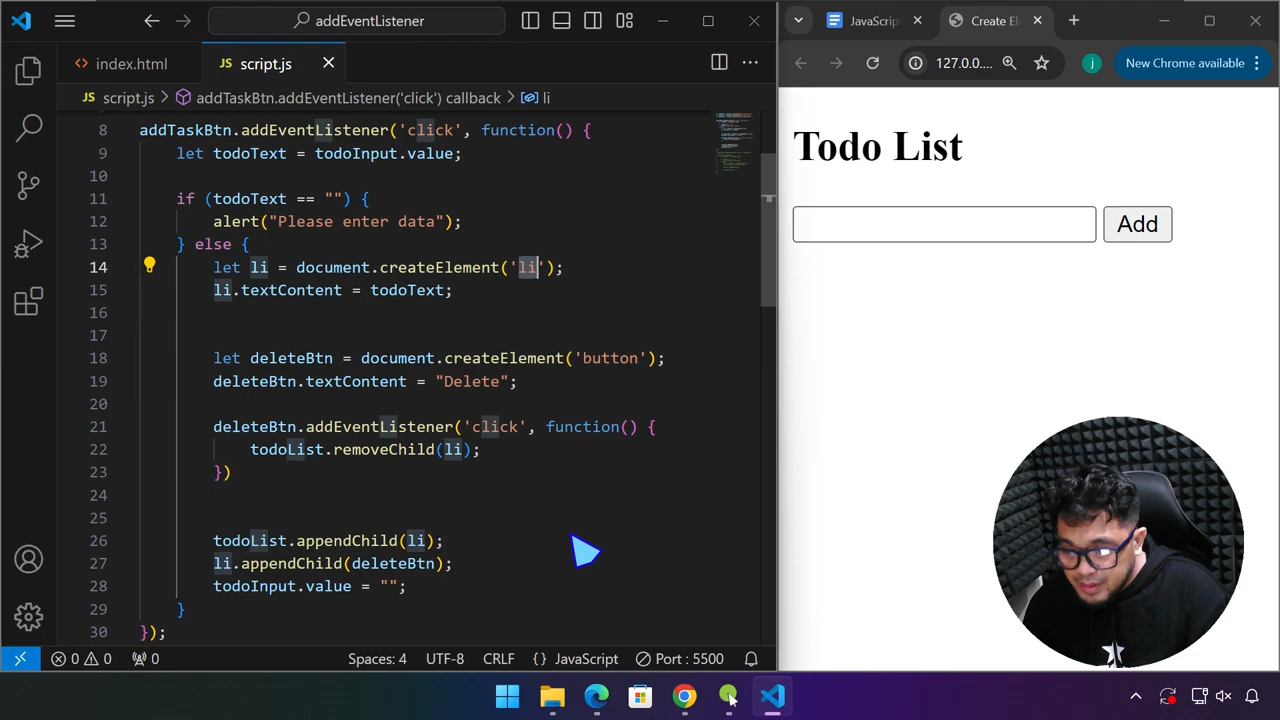 addEventListener
index.html
JS script.js
JS script.js addTaskBtn.addEventListener('click') callback li
8 addTaskBtn.addEventListener('click', function() {
9 let todoText = todoInput.value;
10
11 if (todoText == "") {
12 alert("Please enter data");
13 } else {
14 let li = document.createElement('li');
15 li.textContent = todoText;
16
17
18 let deleteBtn = document.createElement('button');
19 deleteBtn.textContent = "Delete";
20
21 deleteBtn.addEventListener('click', function() {
22 todoList.removeChild(li);
23 })
24
25
26 todoList.appendChild(li);
27 li.appendChild(deleteBtn);
28 todoInput.value = "";
29 }
30 });
0 0 0 Spaces: 4 UTF-8 CRLF {} JavaScript Port : 5500
JavaScript
Create El
127.0.0....
j
New Chrome available
Todo List
Add